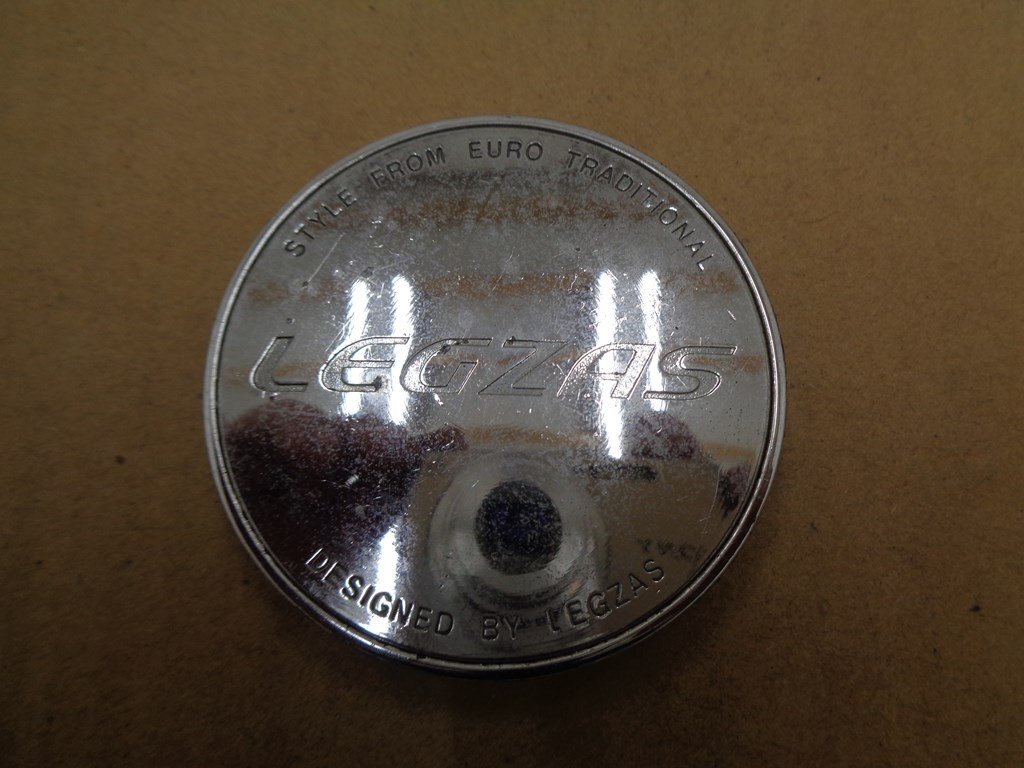 STYLE FROM EURO TRADITIONAL
LEGZAS
DESIGNED BY LEGZAS